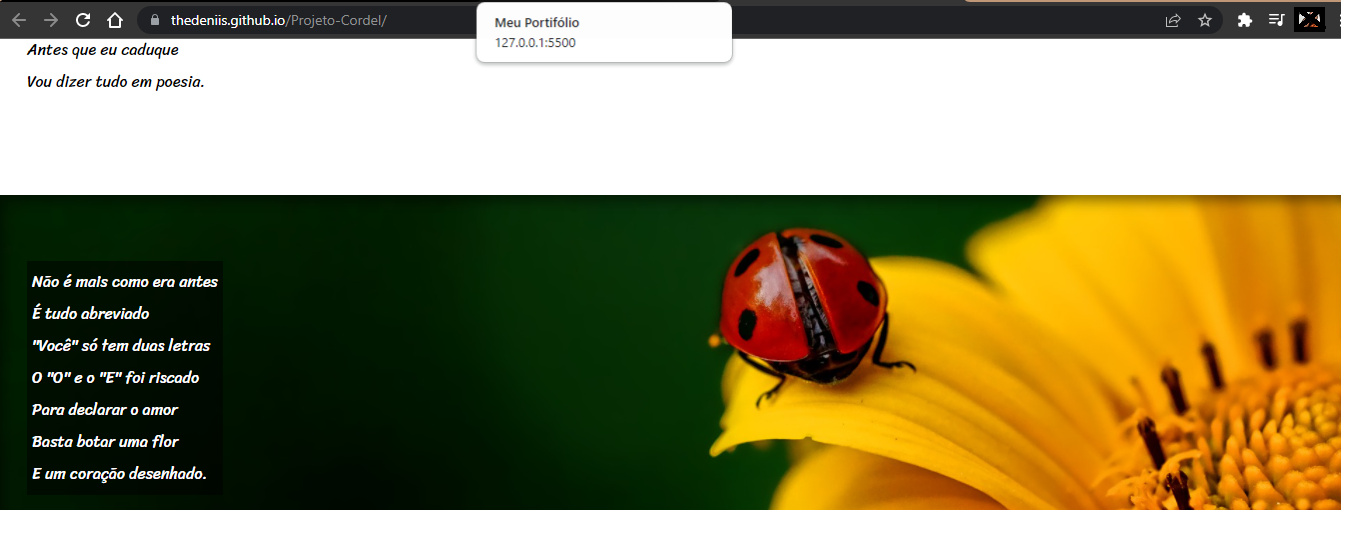 thedeniis.github.io/Projeto-Cordel/
Meu Portifólio
127.0.0.1:5500
Antes que eu caduque
Vou dizer tudo em poesia.
Não é mais como era antes
É tudo abreviado
"Você" só tem duas letras
O "O" e o "E" foi riscado
Para declarar o amor
Basta botar uma flor
E um coração desenhado.